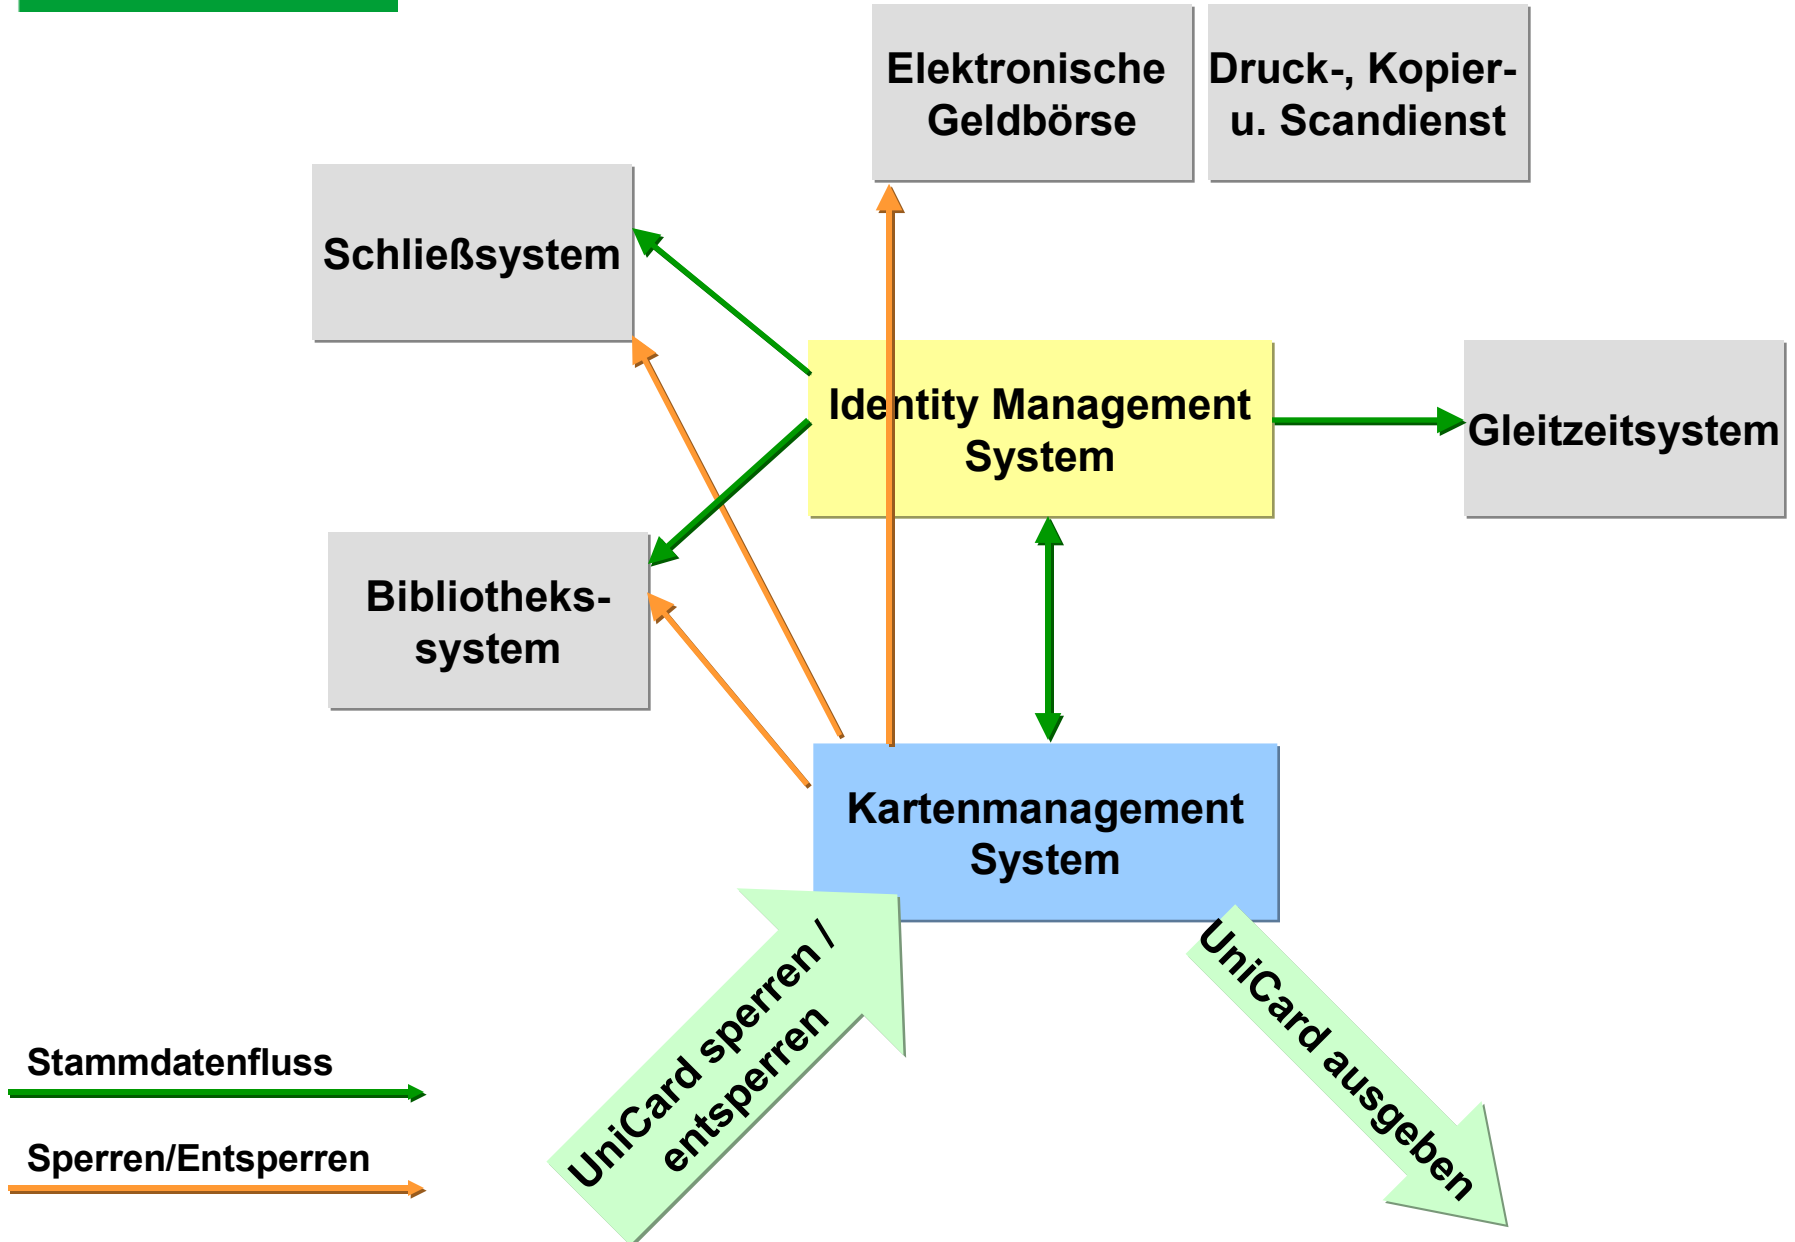 Elektronische
Geldbörse
Druck-, Kopier-
u. Scandienst
Schließsystem
Identity Management
System
Gleitzeitsystem
Bibliotheks-
system
Kartenmanagement
System
UniCard sperren /
entsperren
UniCard ausgeben
Stammdatenfluss
Sperren/Entsperren